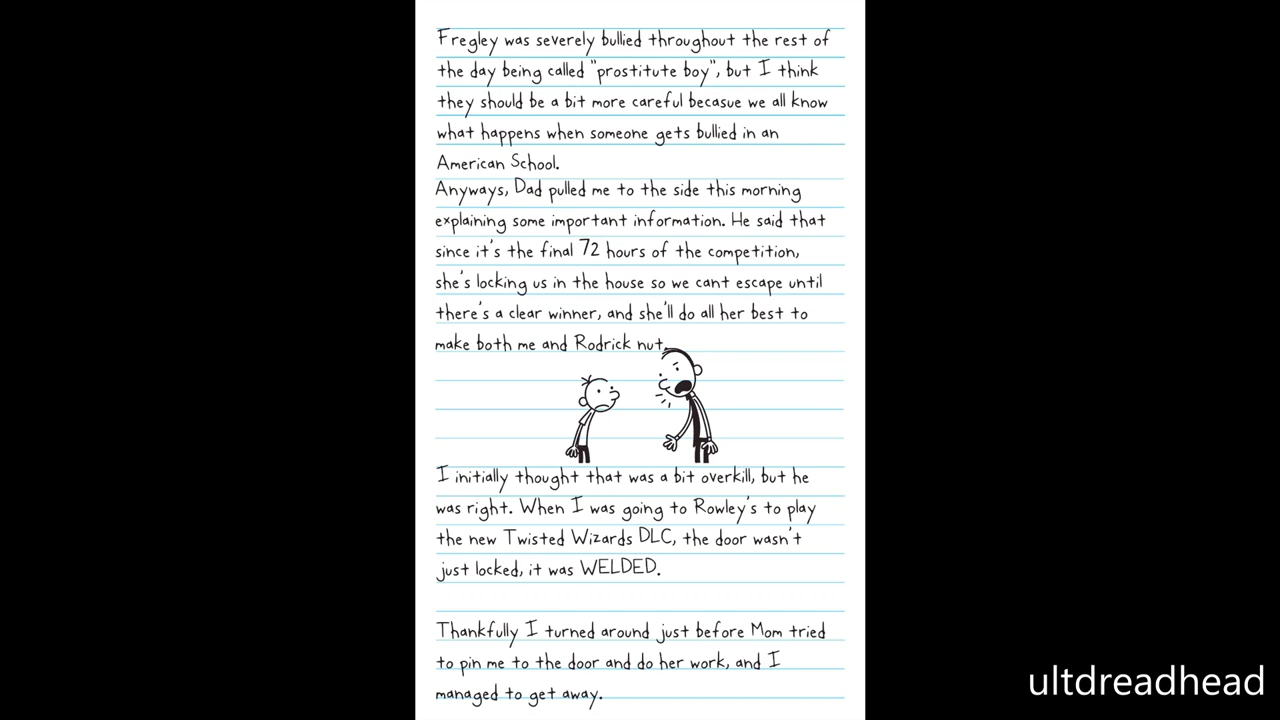 Fregley was severely bullied throughout the rest of
the day being called "prostitute boy", but I think
they should be a bit more careful becasue we all know
what happens when someone gets bullied in an
American School.
Anyways, Dad pulled me to the side this morning
explaining some important information. He said that
since it's the final 72 hours of the competition,
she's locking us in the house so we cant escape until
there's a clear winner, and she'll do all her best to
make both me and Rodrick nut.
I initially thought that was a bit overkill, but he
was right. When I was going to Rowley's to play
the new Twisted Wizards DLC, the door wasn't
just locked, it was WELDED.
Thankfully I turned around just before Mom tried
to pin me to the door and do her work, and I
managed to get away.
ultdreadhead